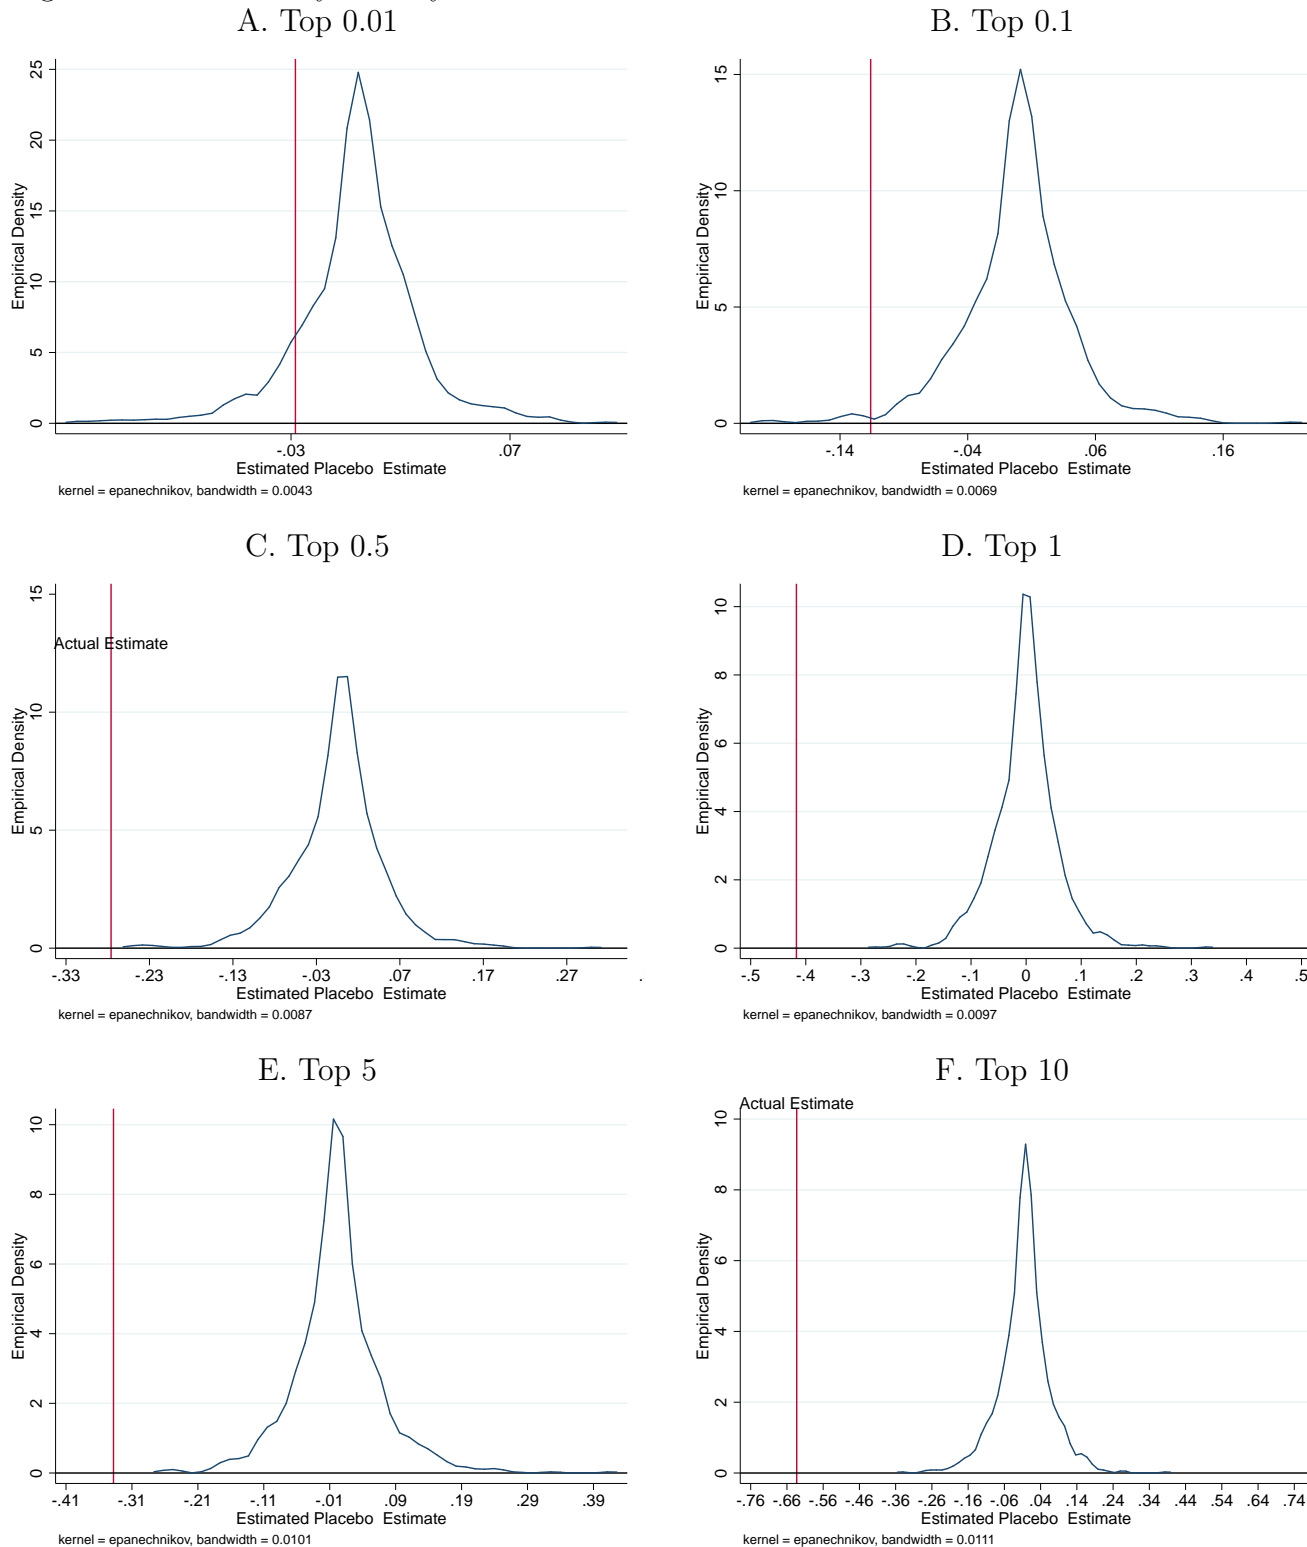 A. Top 0.01
25
20
15
10
5
0
Empirical Density
-.03 .07
Estimated Placebo Estimate
kernel = epanechnikov, bandwidth = 0.0043
B. Top 0.1
15
10
5
0
Empirical Density
-.14 -.04 .06 .16
Estimated Placebo Estimate
kernel = epanechnikov, bandwidth = 0.0069
C. Top 0.5
15
10
5
0
Actual Estimate
Empirical Density
-.33 -.23 -.13 -.03 .07 .17 .27 .
Estimated Placebo Estimate
kernel = epanechnikov, bandwidth = 0.0087
D. Top 1
10
8
6
4
2
0
Empirical Density
-.5 -.4 -.3 -.2 -.1 0 .1 .2 .3 .4 .5
Estimated Placebo Estimate
kernel = epanechnikov, bandwidth = 0.0097
E. Top 5
10
8
6
4
2
0
Empirical Density
-.41 -.31 -.21 -.11 -.01 .09 .19 .29 .39
Estimated Placebo Estimate
kernel = epanechnikov, bandwidth = 0.0101
F. Top 10
Actual Estimate
10
8
6
4
2
0
Empirical Density
-.76 -.66 -.56 -.46 -.36 -.26 -.16 -.06 .04 .14 .24 .34 .44 .54 .64 .74
Estimated Placebo Estimate
kernel = epanechnikov, bandwidth = 0.0111